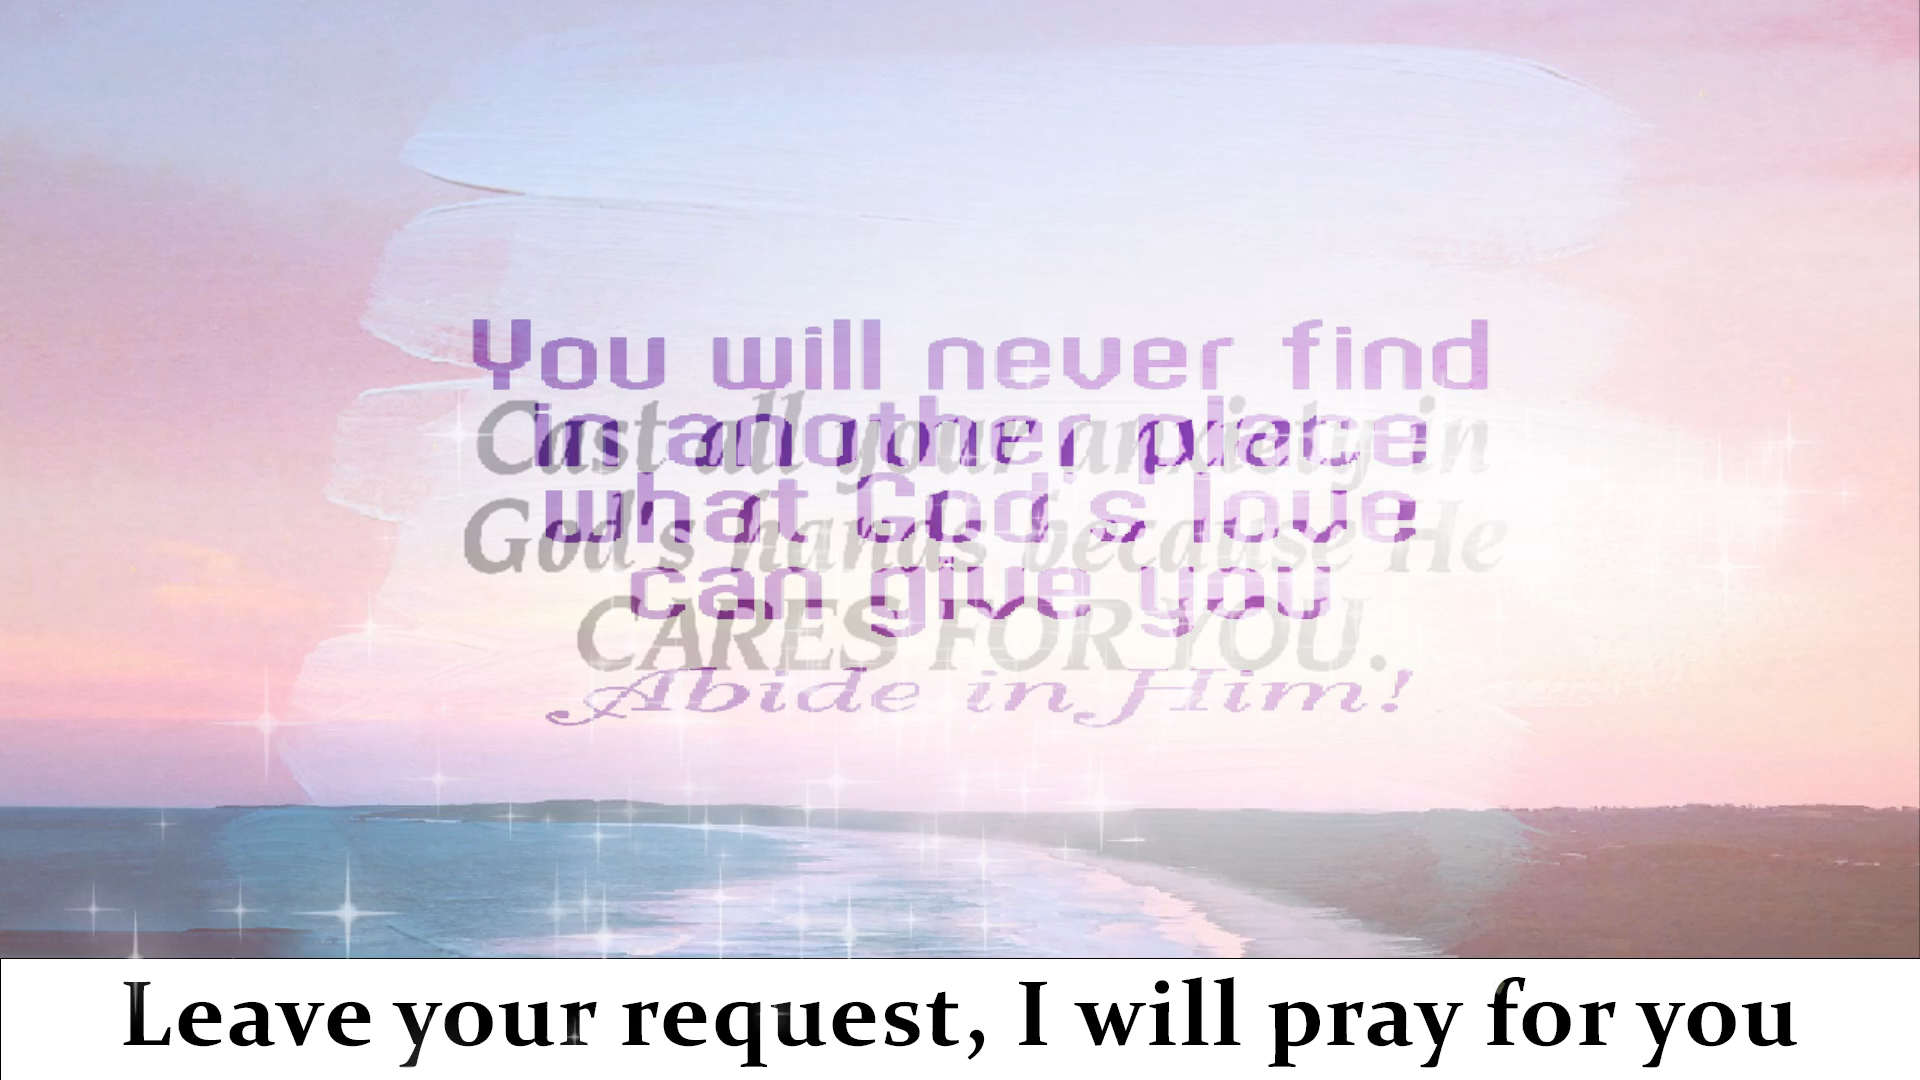 You will never find
in another place
what God's love
can give you
Abide in Him!
Cast all your anxiety in
God's hands because He
CARES FOR YOU.
Leave your request, I will pray for you